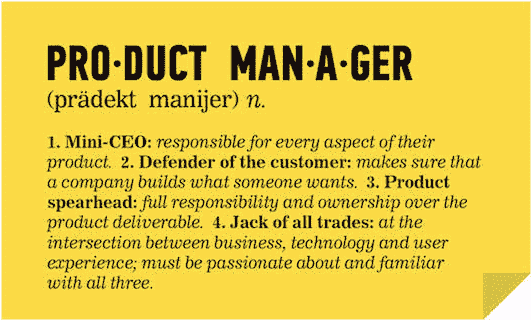 PRO·DUCT MAN·A·GER
(prädekt manijer) n.
1. Mini-CEO: responsible for every aspect of their
product. 2. Defender of the customer: makes sure that
a company builds what someone wants. 3. Product
spearhead: full responsibility and ownership over the
product deliverable. 4. Jack of all trades: at the
intersection between business, technology and user
experience; must be passionate about and familiar
with all three.